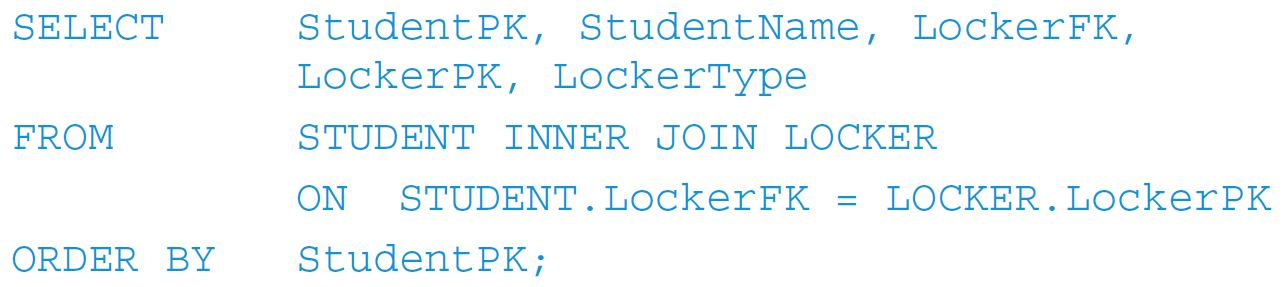 SELECT StudentPK, StudentName, LockerFK,
LockerPK, LockerType
FROM STUDENT INNER JOIN LOCKER
ON STUDENT.LockerFK = LOCKER.LockerPK
ORDER BY StudentPK;